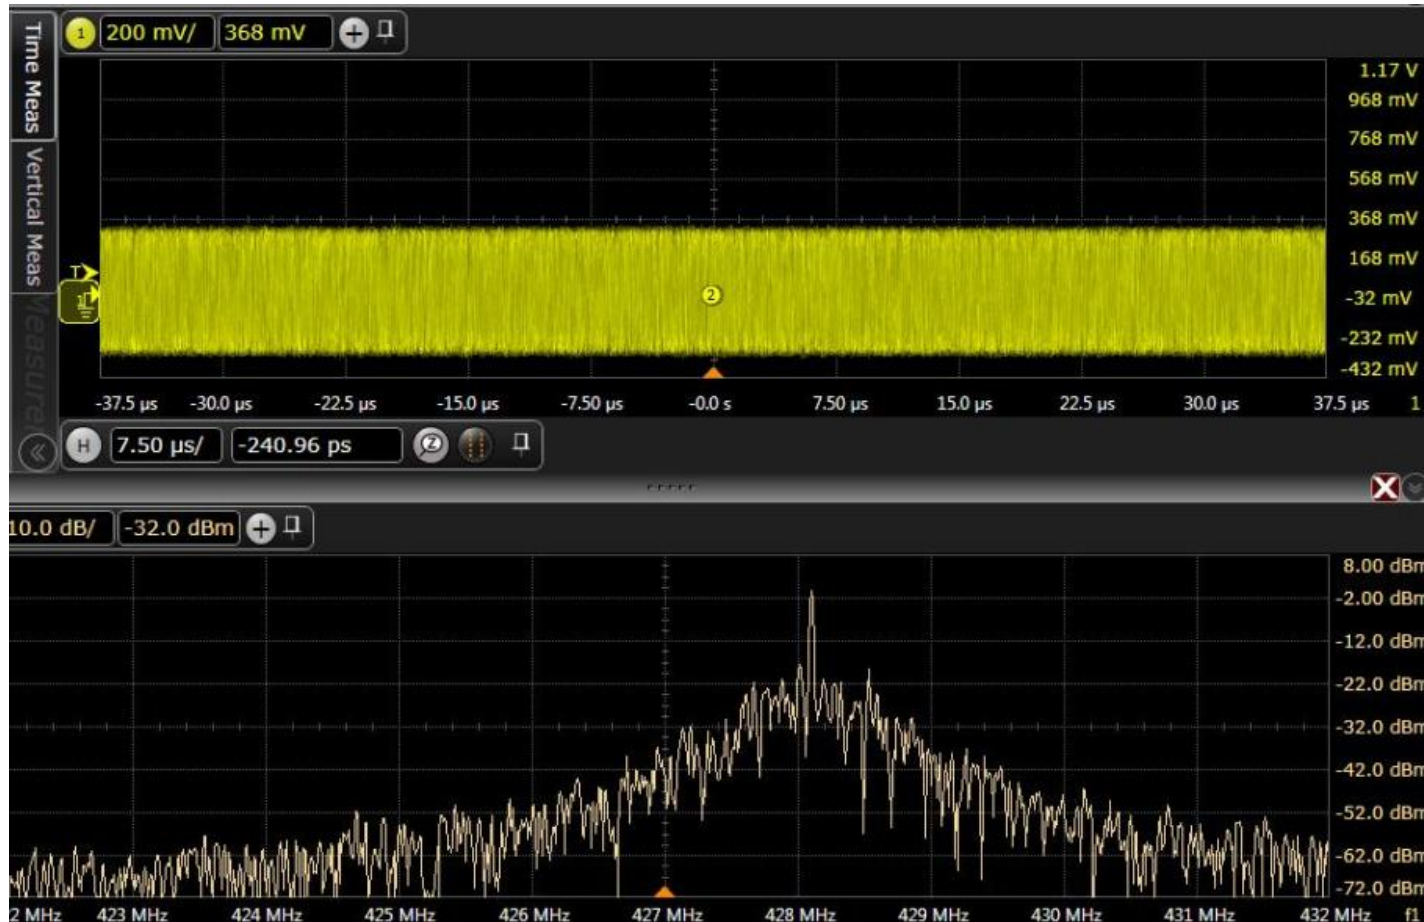 Time Meas
Vertical Meas
1 200 mV/ 368 mV
1.17 V
968 mV
768 mV
568 mV
368 mV
168 mV
-32 mV
-232 mV
-432 mV
T
2
-37.5 µs -30.0 µs -22.5 µs -15.0 µs -7.50 µs -0.0 s 7.50 µs 15.0 µs 22.5 µs 30.0 µs 37.5 µs 1
H 7.50 µs/ -240.96 ps Z
10.0 dB/ -32.0 dBm
8.00 dBm
-2.00 dBm
-12.0 dBm
-22.0 dBm
-32.0 dBm
-42.0 dBm
-52.0 dBm
-62.0 dBm
-72.0 dBm
2 MHz 423 MHz 424 MHz 425 MHz 426 MHz 427 MHz 428 MHz 429 MHz 430 MHz 431 MHz 432 MHz f1